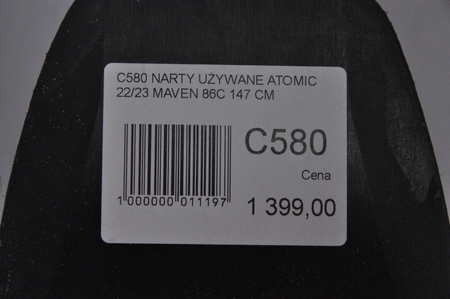 C580 NARTY UŻYWANE ATOMIC
22/23 MAVEN 86C 147 CM
C580
Cena
1 000000 011197
1 399,00